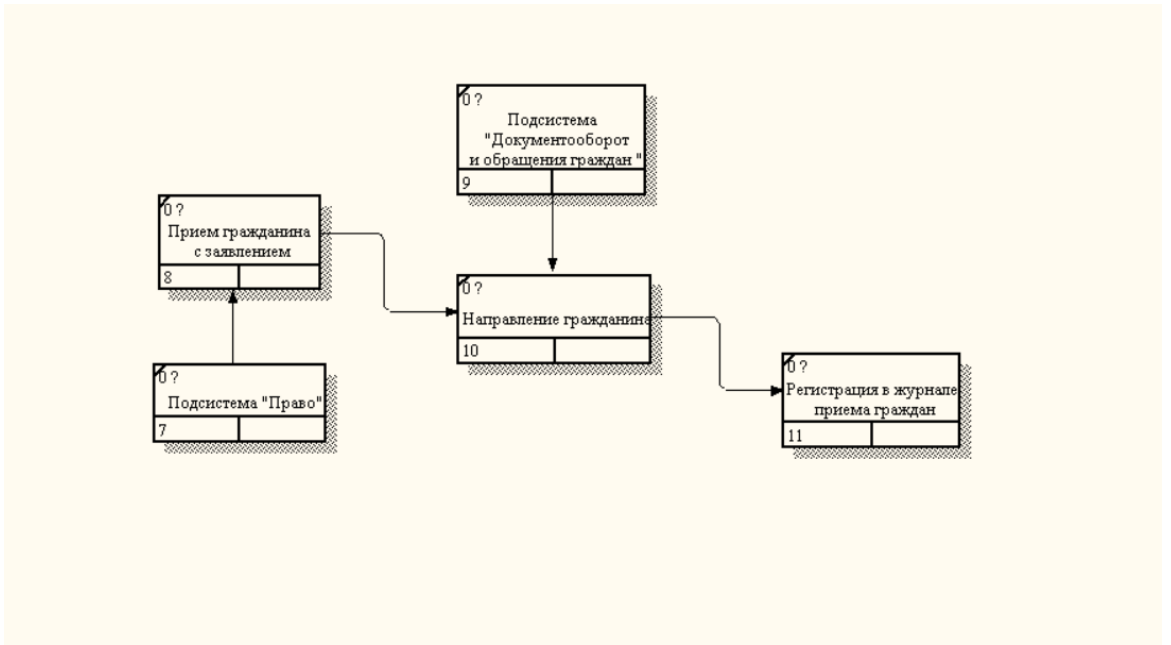 0 ?
Подсистема
"Документооборот
и обращения граждан "
9
0 ?
Прием гражданина
с заявлением
8
0 ?
Направление гражданина
10
0 ?
Подсистема "Право"
7
0 ?
Регистрация в журнале
приема граждан
11